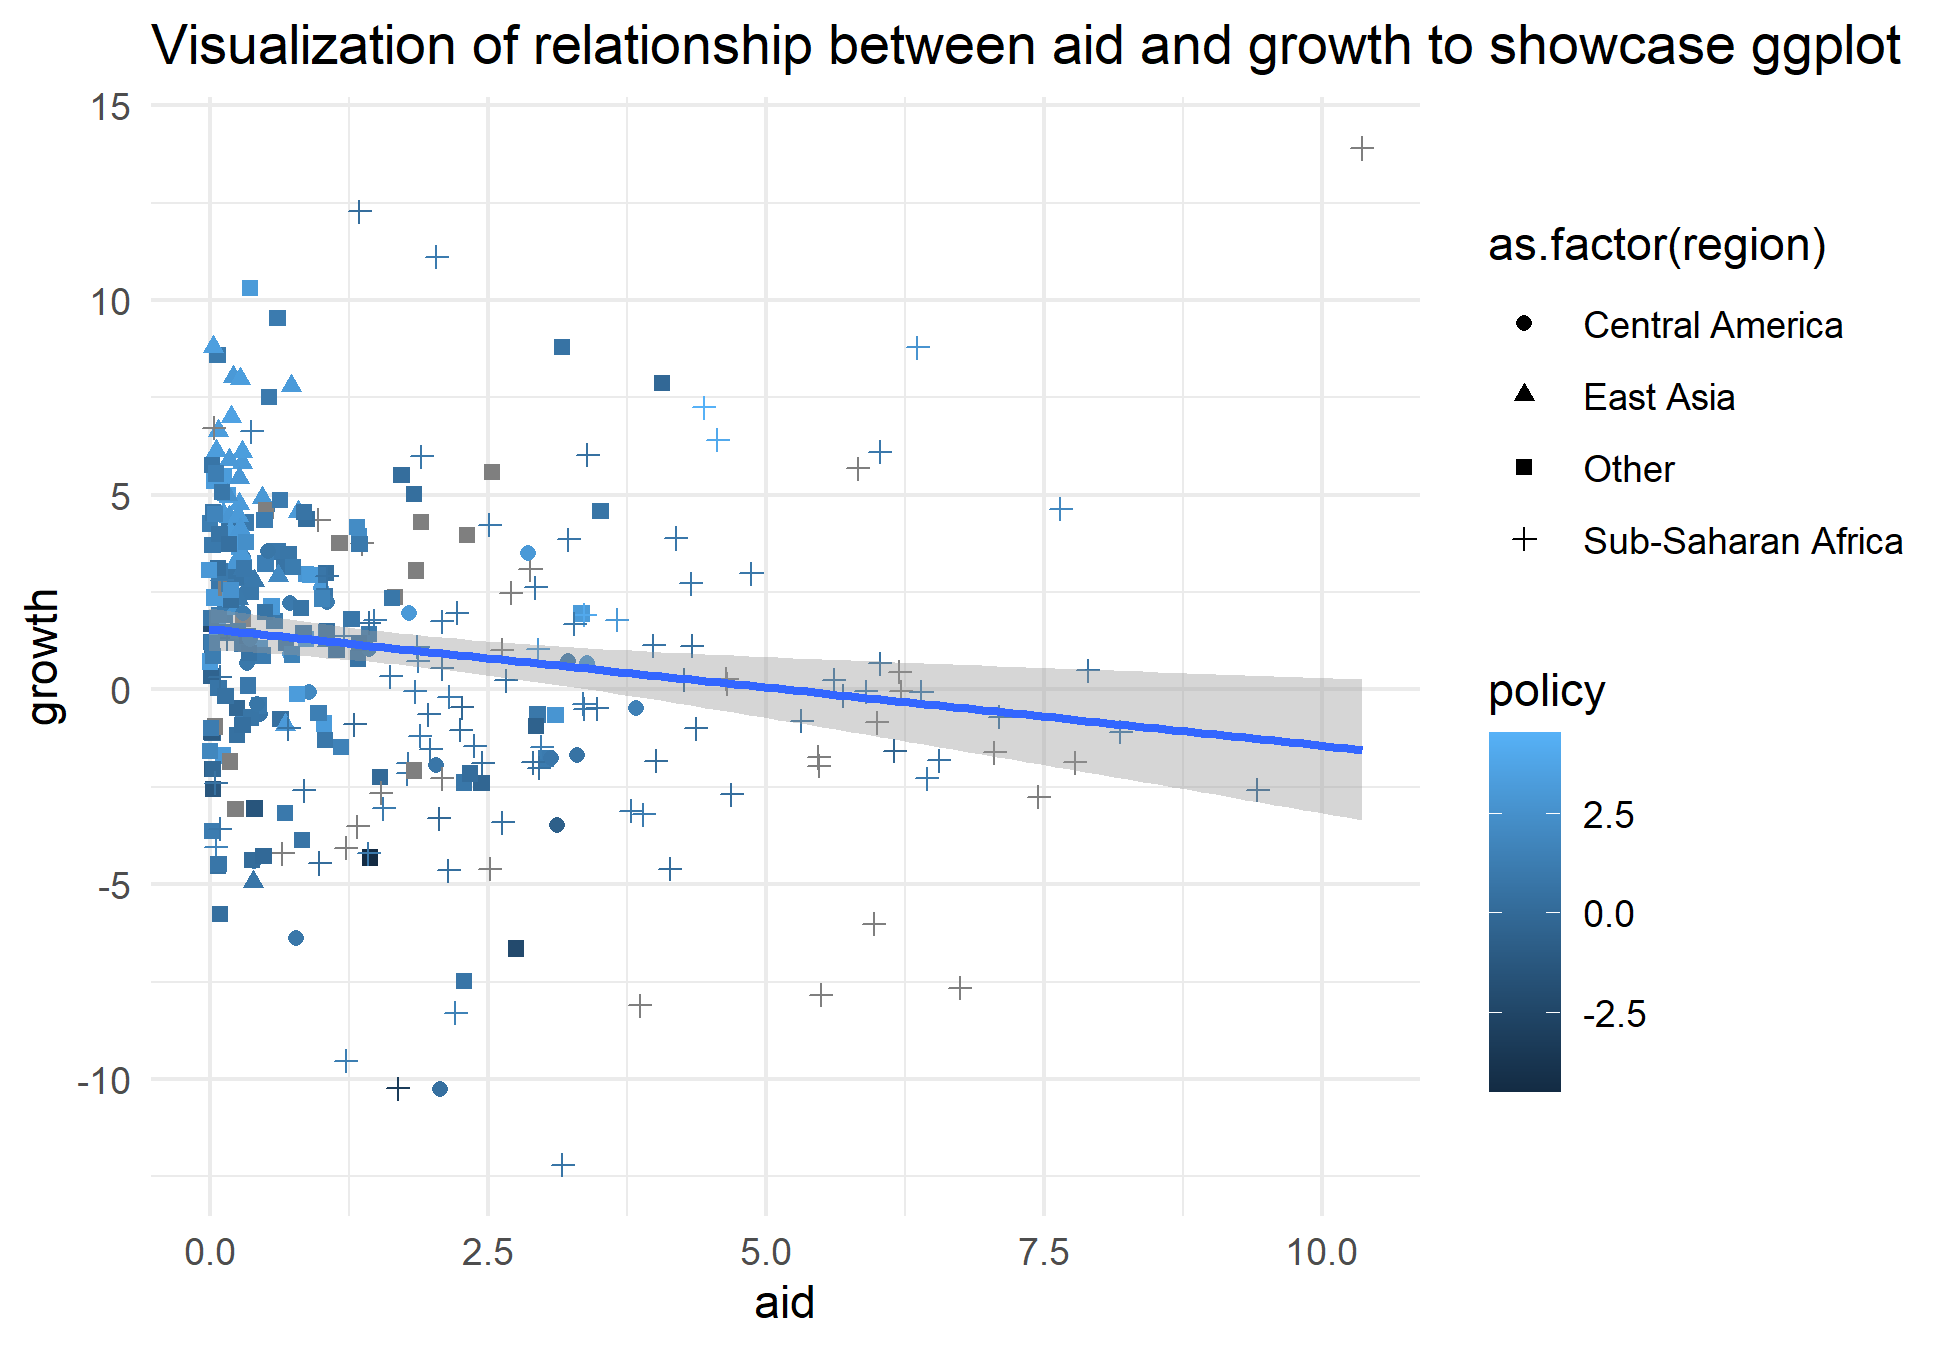 Visualization of relationship between aid and growth to showcase ggplot
15
10
5
0
-5
-10
growth
0.0
2.5
5.0
7.5
10.0
aid
as.factor(region)
Central America
East Asia
Other
Sub-Saharan Africa
policy
2.5
0.0
-2.5